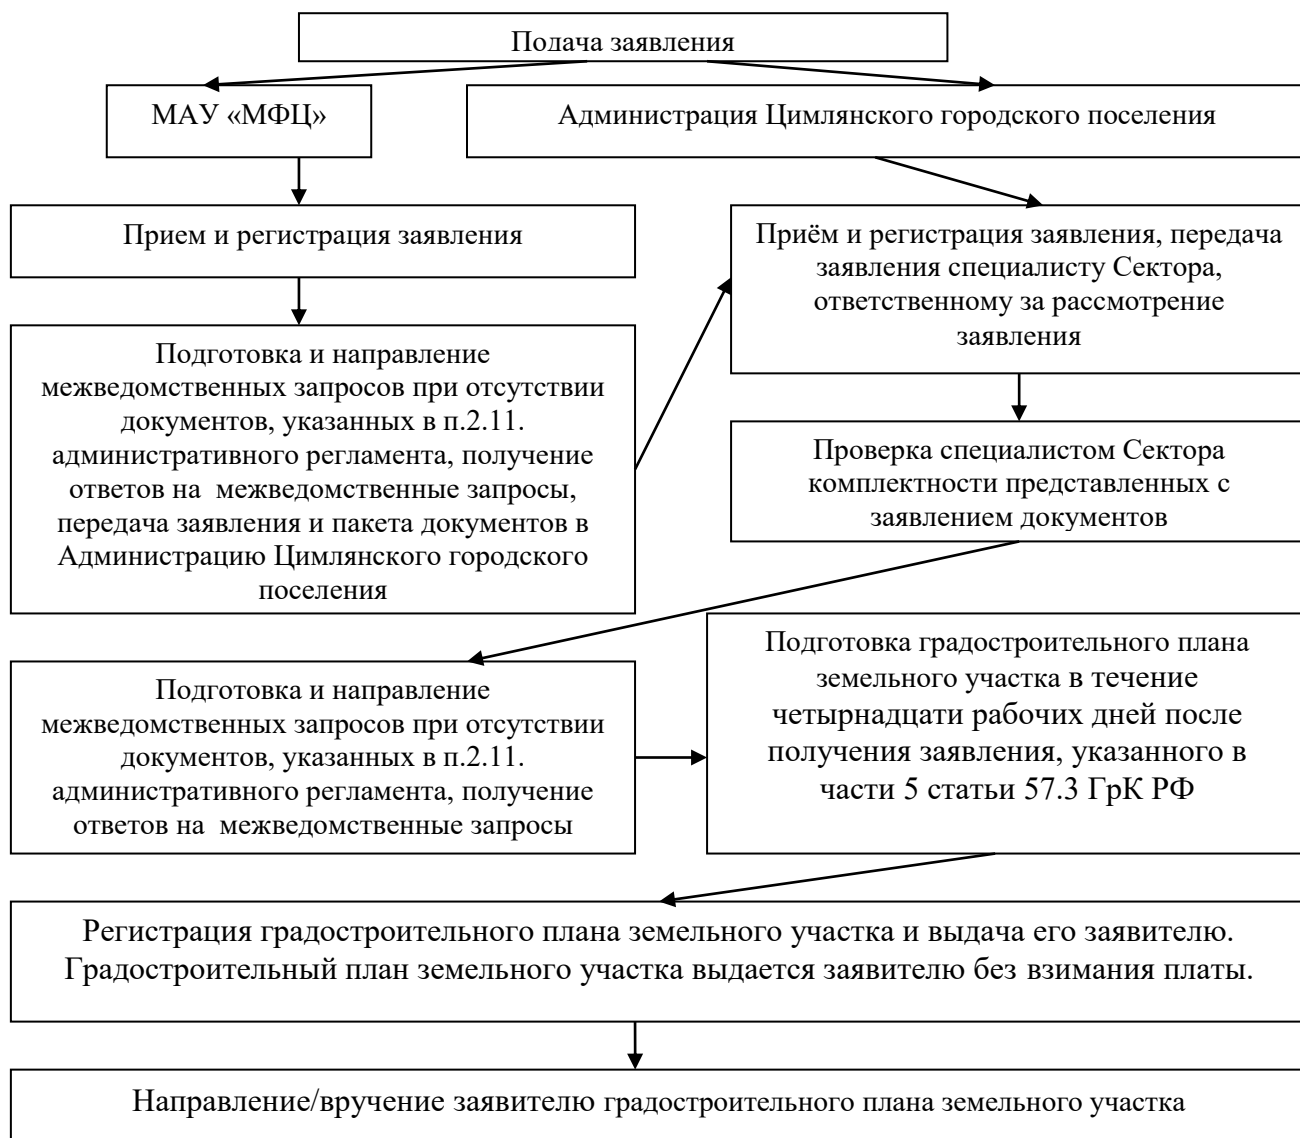 Подача заявления
МАУ «МФЦ»
Администрация Цимлянского городского поселения
Прием и регистрация заявления
Приём и регистрация заявления, передача
заявления специалисту Сектора,
ответственному за рассмотрение
заявления
Подготовка и направление
межведомственных запросов при отсутствии
документов, указанных в п.2.11.
административного регламента, получение
ответов на межведомственные запросы,
передача заявления и пакета документов в
Администрацию Цимлянского городского
поселения
Проверка специалистом Сектора
комплектности представленных с
заявлением документов
Подготовка и направление
межведомственных запросов при отсутствии
документов, указанных в п.2.11.
административного регламента, получение
ответов на межведомственные запросы
Подготовка градостроительного плана
земельного участка в течение
четырнадцати рабочих дней после
получения заявления, указанного в
части 5 статьи 57.3 ГрК РФ
Регистрация градостроительного плана земельного участка и выдача его заявителю.
Градостроительный план земельного участка выдается заявителю без взимания платы.
Направление/вручение заявителю градостроительного плана земельного участка